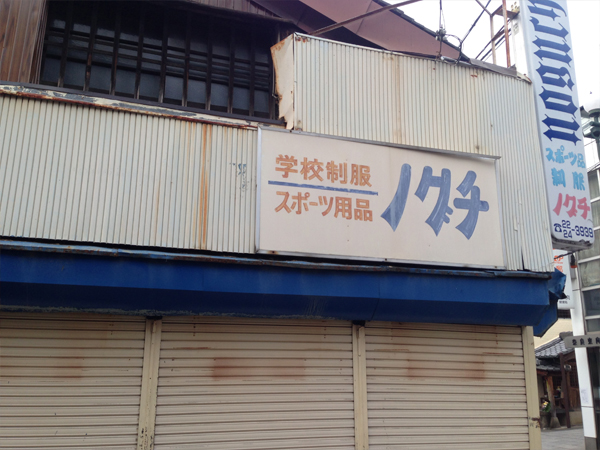 学校制服
スポーツ用品
ノグチ
スポーツ品
制服
ノグチ
☎22-3939
24